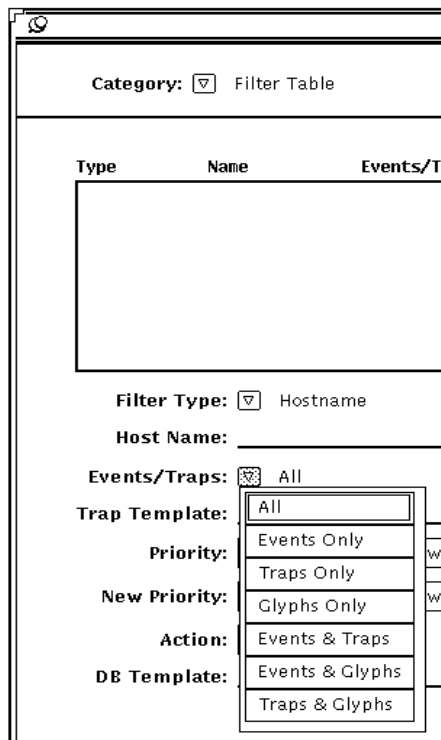 Category: Filter Table
Type Name Events/T
Filter Type: Hostname
Host Name:
Events/Traps: All
Trap Template:
All
Events Only
Priority:
Traps Only
New Priority:
Glyphs Only
Action:
Events & Traps
DB Template:
Events & Glyphs
Traps & Glyphs